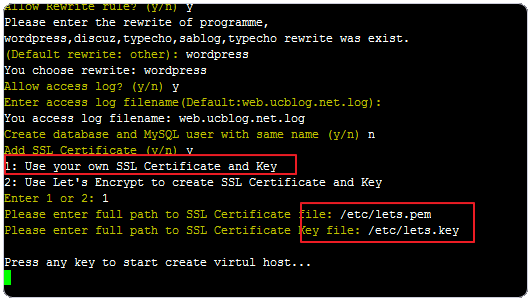 Allow Rewrite rule? (y/n) y
Please enter the rewrite of programme,
wordpress,discuz,typecho,sablog,typecho rewrite was exist.
(Default rewrite: other): wordpress
You choose rewrite: wordpress
Allow access log? (y/n) y
Enter access log filename(Default:web.ucblog.net.log):
You access log filename: web.ucblog.net.log
Create database and MySQL user with same name (y/n) n
Add SSL Certificate (y/n) y
1: Use your own SSL Certificate and Key
2: Use Let's Encrypt to create SSL Certificate and Key
Enter 1 or 2: 1
Please enter full path to SSL Certificate file: /etc/lets.pem
Please enter full path to SSL Certificate Key file: /etc/lets.key
Press any key to start create virtul host...